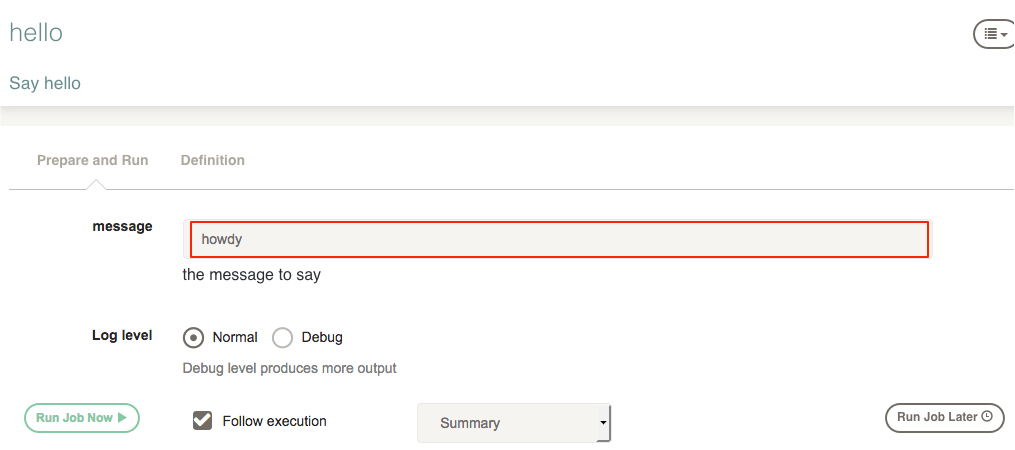 hello
Say hello
Prepare and Run Definition
message howdy
the message to say
Log level Normal Debug
Debug level produces more output
Run Job Now Follow execution Summary Run Job Later